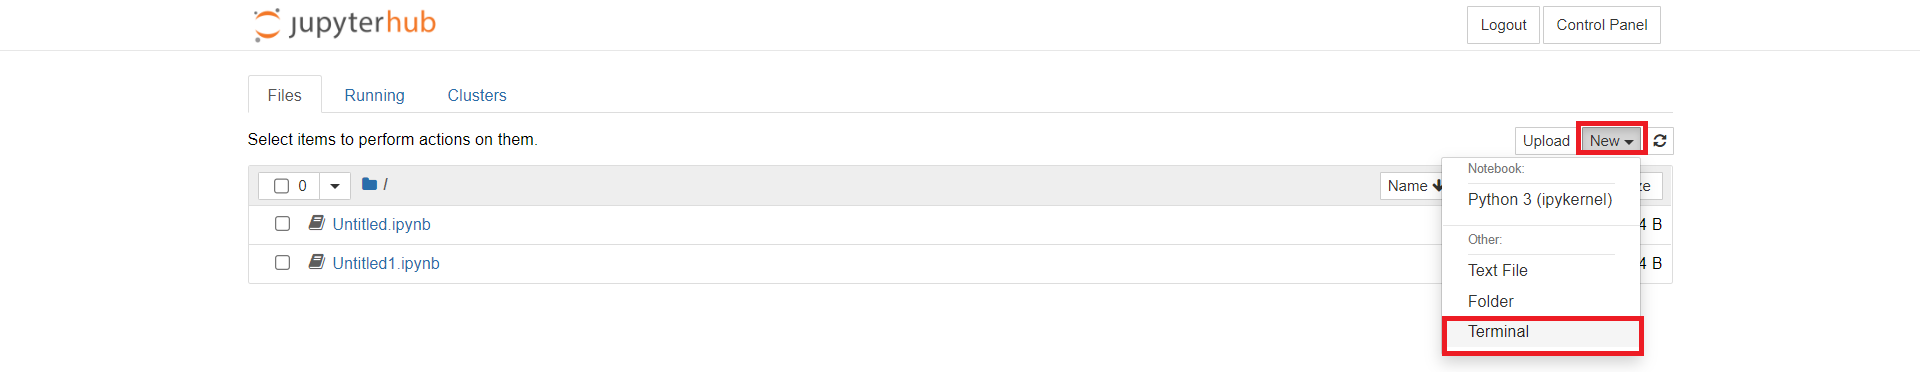 jupyterhub
Logout Control Panel
Files Running Clusters
Select items to perform actions on them.
Upload New
Notebook:
0 / Name
Python 3 (ipykernel)
Untitled.ipynb 4 B
Other:
Untitled1.ipynb 4 B
Text File
Folder
Terminal